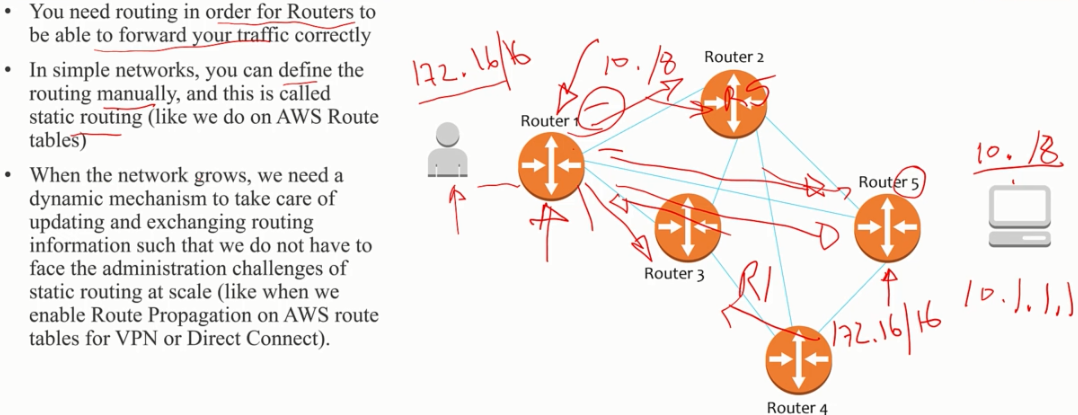 • You need routing in order for Routers to
be able to forward your traffic correctly
• In simple networks, you can define the
routing manually, and this is called
static routing (like we do on AWS Route
tables)
• When the network grows, we need a
dynamic mechanism to take care of
updating and exchanging routing
information such that we do not have to
face the administration challenges of
static routing at scale (like when we
enable Route Propagation on AWS route
tables for VPN or Direct Connect).
172.16/16
10. /8
Router 2
R5
Router 1
10. /8
Router 5
Router 3
R1
10.1.1.1
172.16/16
Router 4